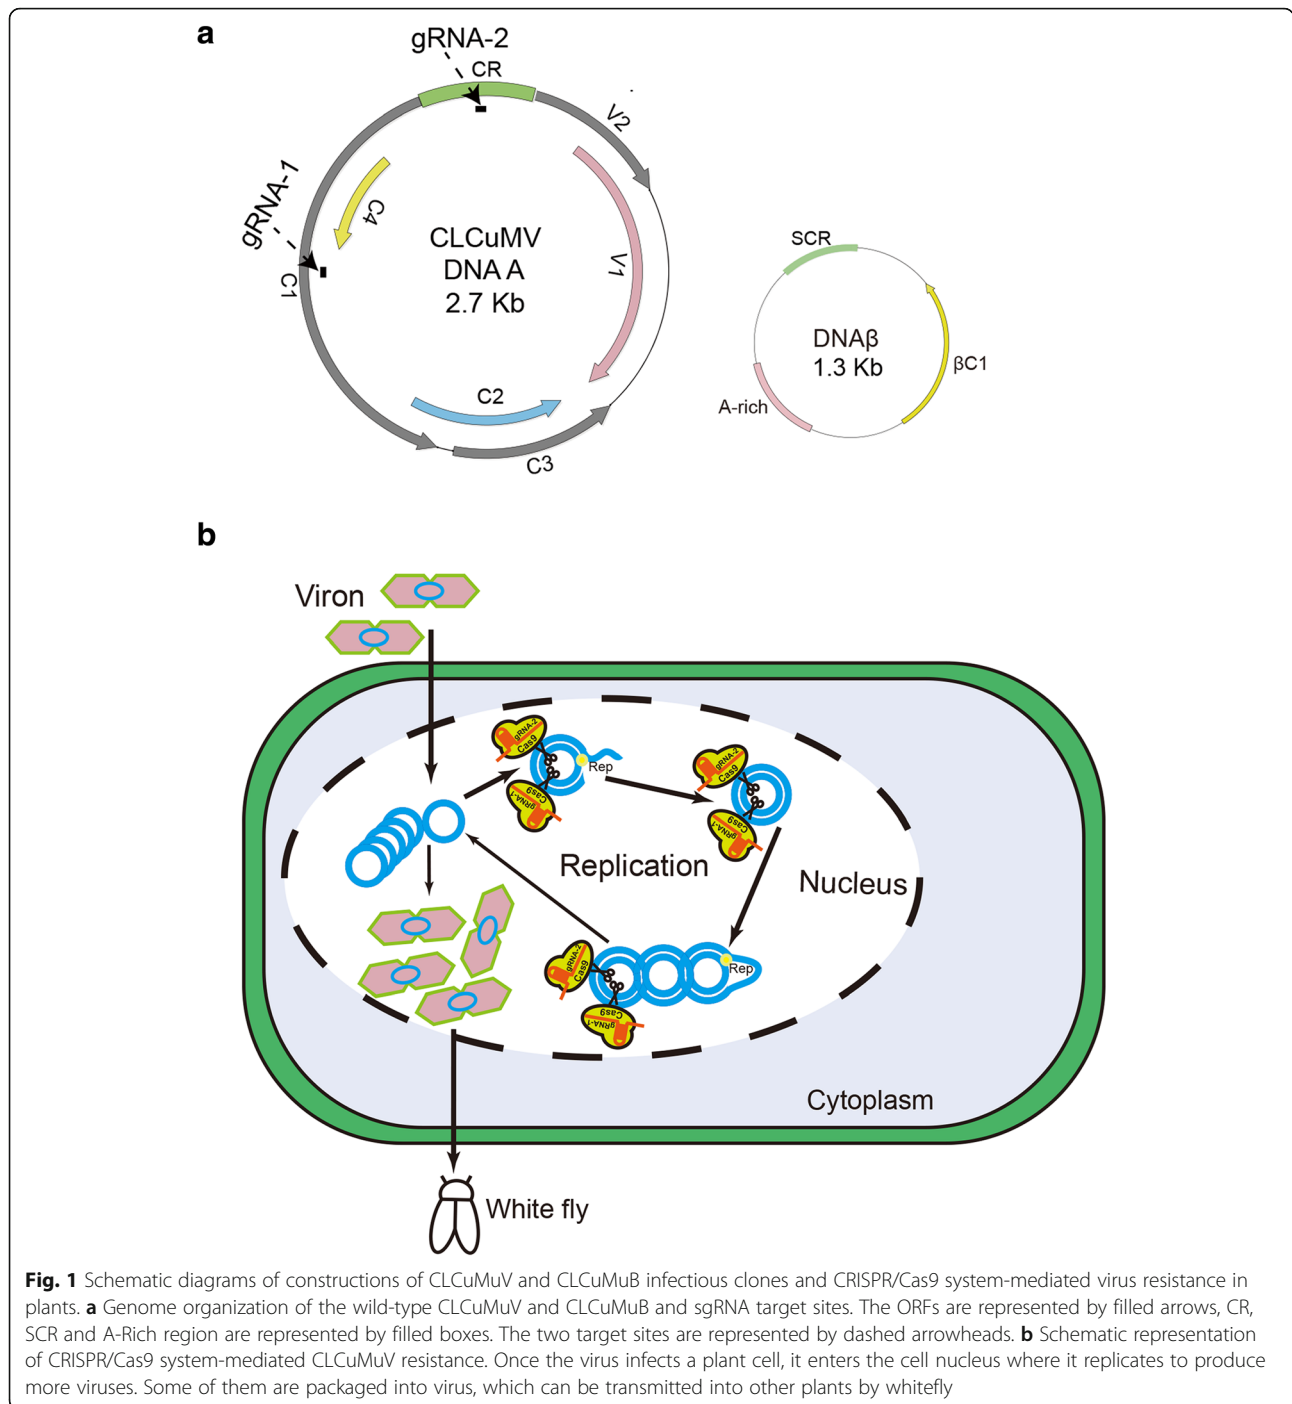 a
gRNA-2
CR
V2
gRNA-1
C4
CLCuMV
DNA A
2.7 Kb
V1
C1
C2
C3
SCR
DNAβ
1.3 Kb
βC1
A-rich
b
Viron
gRNA-2
Cas9
Rep
gRNA-1
Cas9
gRNA-2
Cas9
gRNA-1
Cas9
Replication
Nucleus
gRNA-2
Cas9
Rep
gRNA-1
Cas9
Cytoplasm
White fly
Fig. 1 Schematic diagrams of constructions of CLCuMuV and CLCuMuB infectious clones and CRISPR/Cas9 system-mediated virus resistance in
plants. a Genome organization of the wild-type CLCuMuV and CLCuMuB and sgRNA target sites. The ORFs are represented by filled arrows, CR,
SCR and A-Rich region are represented by filled boxes. The two target sites are represented by dashed arrowheads. b Schematic representation
of CRISPR/Cas9 system-mediated CLCuMuV resistance. Once the virus infects a plant cell, it enters the cell nucleus where it replicates to produce
more viruses. Some of them are packaged into virus, which can be transmitted into other plants by whitefly